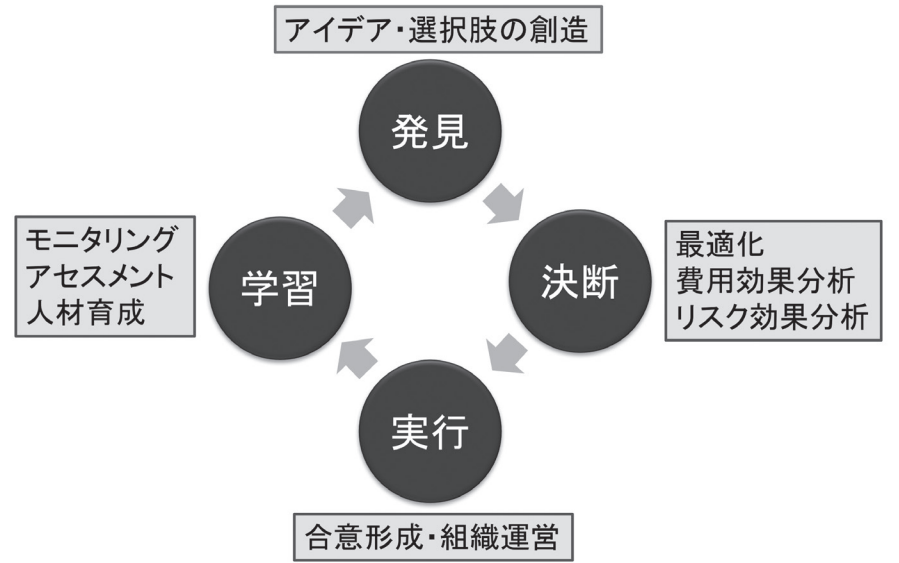 アイデア・選択肢の創造
発見
決断
最適化
費用効果分析
リスク効果分析
実行
合意形成・組織運営
学習
モニタリング
アセスメント
人材育成